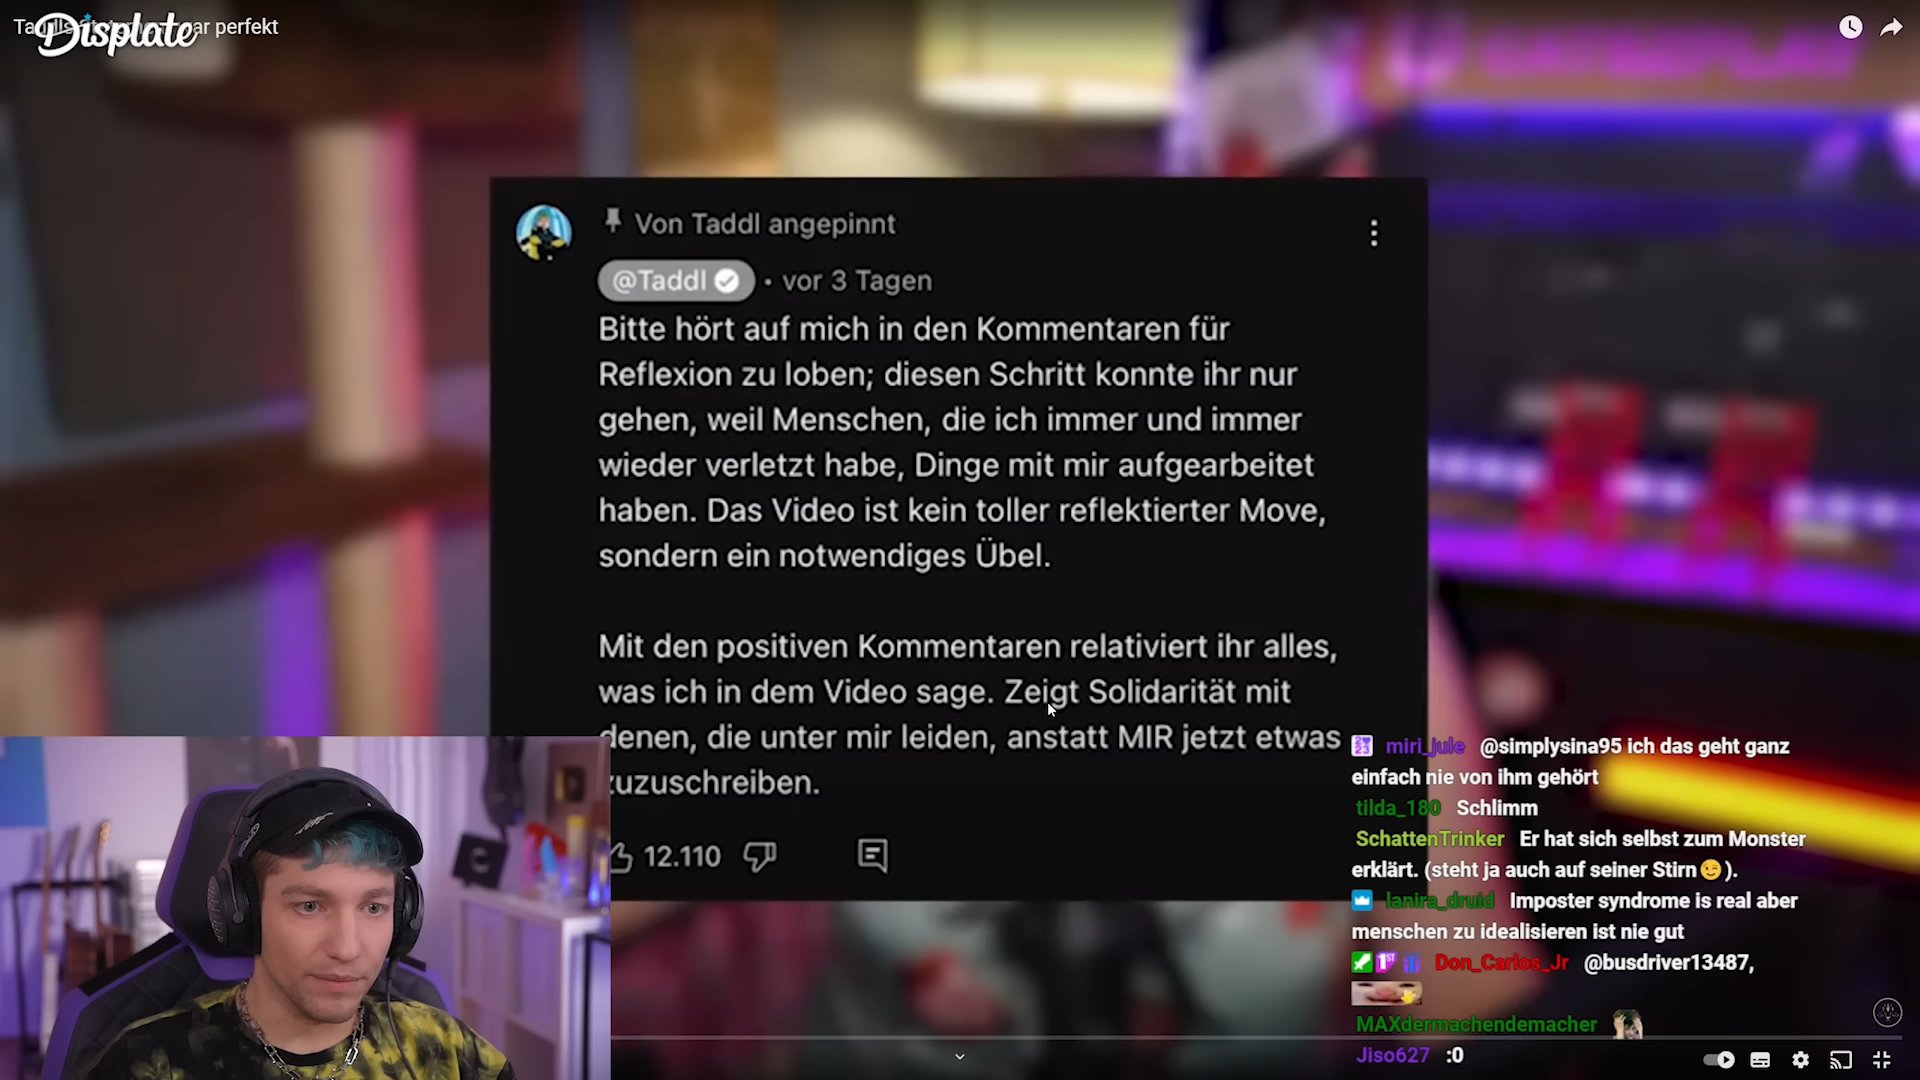 Displate
perfekt
Von Taddl angepinnt
@Taddl • vor 3 Tagen
Bitte hört auf mich in den Kommentaren für
Reflexion zu loben; diesen Schritt konnte ihr nur
gehen, weil Menschen, die ich immer und immer
wieder verletzt habe, Dinge mit mir aufgearbeitet
haben. Das Video ist kein toller reflektierter Move,
sondern ein notwendiges Übel.
Mit den positiven Kommentaren relativiert ihr alles,
was ich in dem Video sage. Zeigt Solidarität mit
denen, die unter mir leiden, anstatt MIR jetzt etwas
zuzuschreiben.
12.110
miri_jule @simplysina95 ich das geht ganz
einfach nie von ihm gehört
tilda_180 Schlimm
SchattenTrinker Er hat sich selbst zum Monster
erklärt. (steht ja auch auf seiner Stirn😉).
lanira_druid Imposter syndrome is real aber
menschen zu idealisieren ist nie gut
1ST Don_Carlos_Jr @busdriver13487,
MAXdermachendemacher
Jiso627 :0